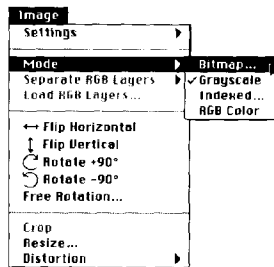 Image
Settings
Mode
Separate RGB Layers
Load RGB Layers...
Flip Horizontal
Flip Vertical
Rotate +90°
Rotate -90°
Free Rotation...
Crop
Resize...
Distortion
Bitmap...
Grayscale
Indexed...
RGB Color